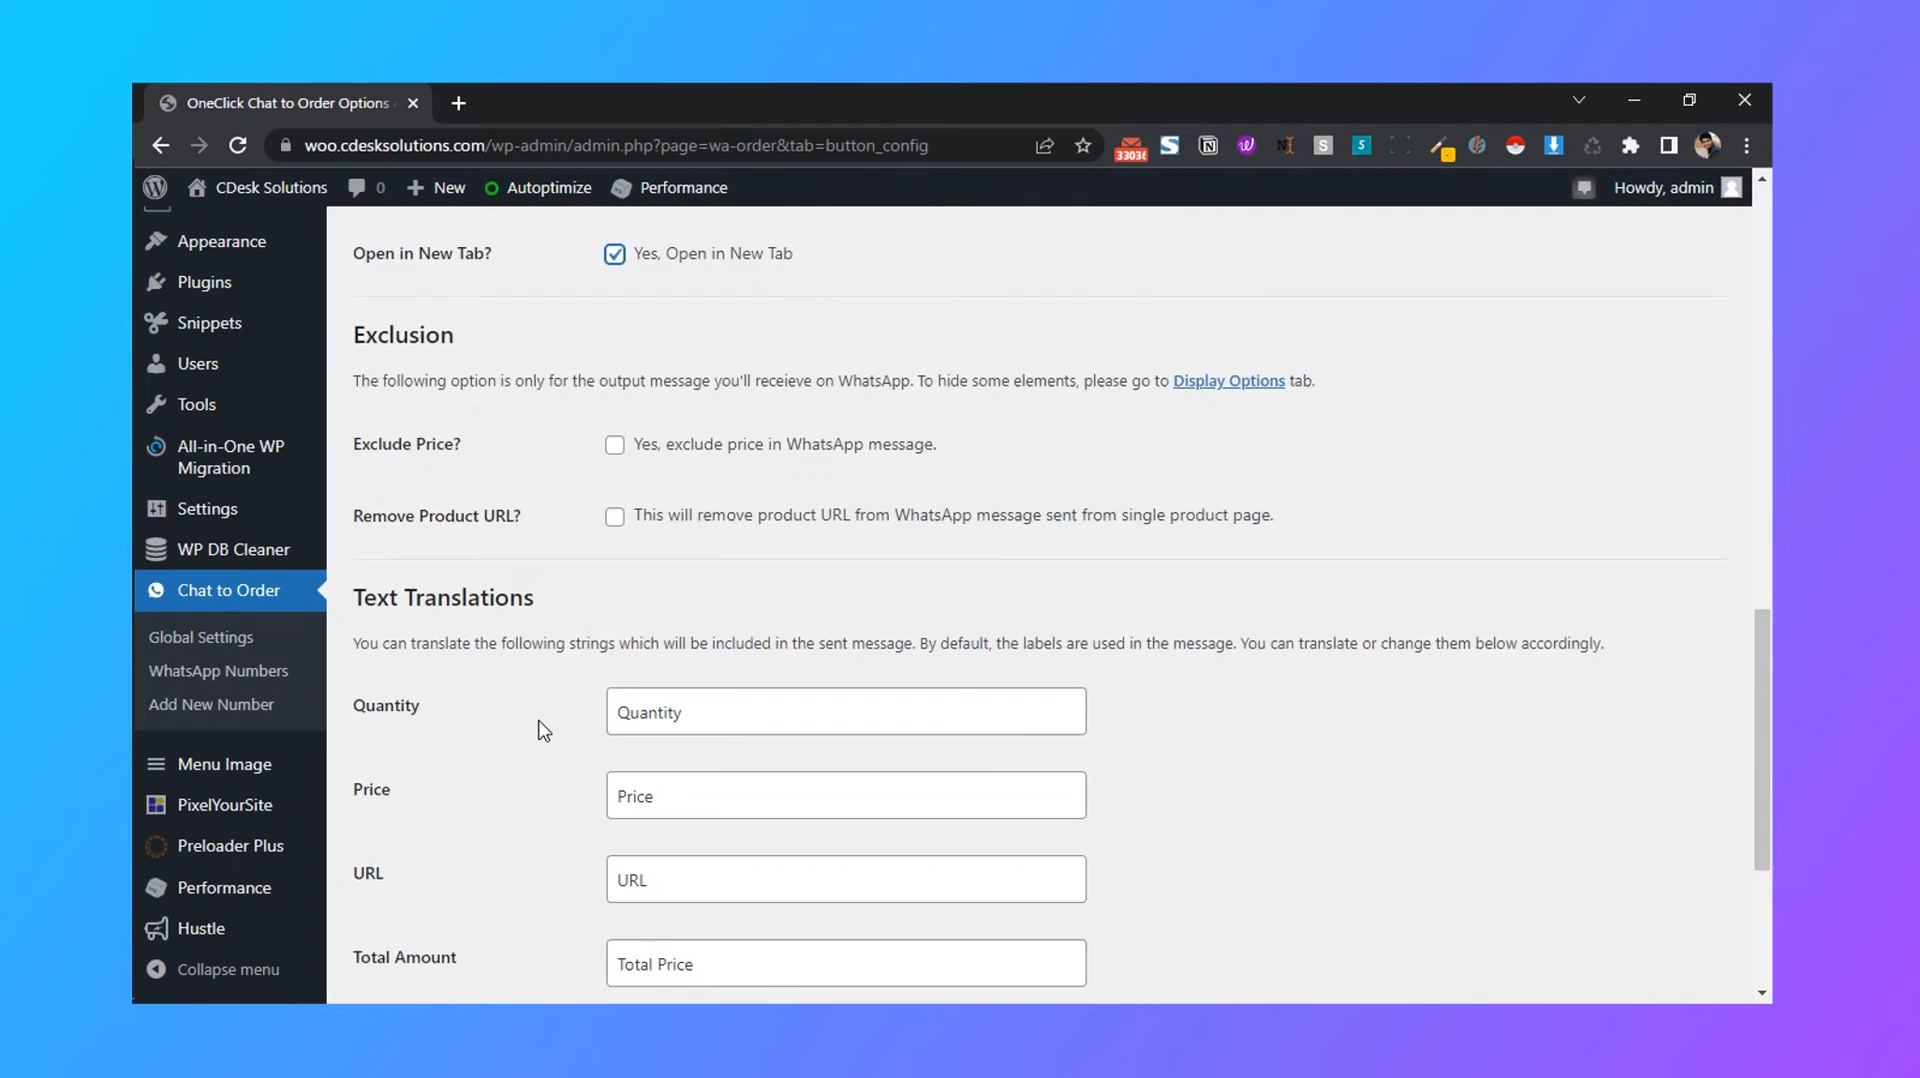 OneClick Chat to Order Options
woo.cdesksolutions.com/wp-admin/admin.php?page=wa-order&tab=button_config
3303
CDesk Solutions 0 New Autoptimize Performance
Howdy, admin
Appearance
Plugins
Snippets
Users
Tools
All-in-One WP
Migration
Settings
WP DB Cleaner
Chat to Order
Global Settings
WhatsApp Numbers
Add New Number
Menu Image
PixelYourSite
Preloader Plus
Performance
Hustle
Collapse menu
Open in New Tab? Yes, Open in New Tab
Exclusion
The following option is only for the output message you'll receieve on WhatsApp. To hide some elements, please go to Display Options tab.
Exclude Price? Yes, exclude price in WhatsApp message.
Remove Product URL? This will remove product URL from WhatsApp message sent from single product page.
Text Translations
You can translate the following strings which will be included in the sent message. By default, the labels are used in the message. You can translate or change them below accordingly.
Quantity Quantity
Price Price
URL URL
Total Amount Total Price